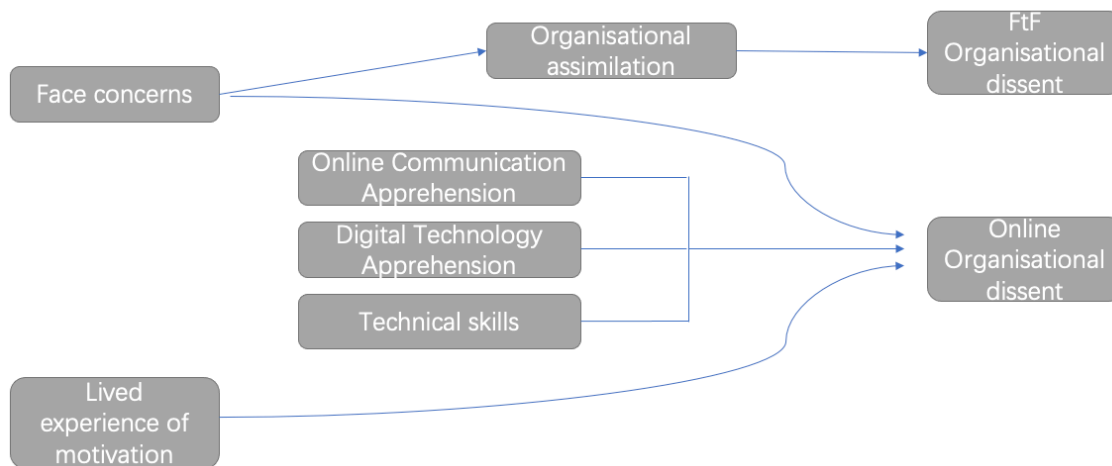 Face concerns
Organisational
assimilation
FtF
Organisational
dissent
Online Communication
Apprehension
Digital Technology
Apprehension
Technical skills
Online
Organisational
dissent
Lived
experience of
motivation